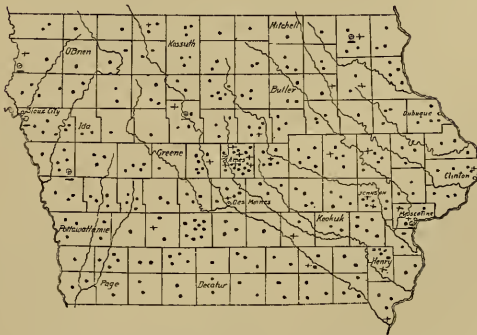 Mitchell
Kossuth
O'Brien
Butler
Dubuque
Sioux City
Ida
Greene
Ames
Clinton
Johnson
Muscatine
Des Moines
Keokuk
Pottawattamie
Henry
Page
Decatur